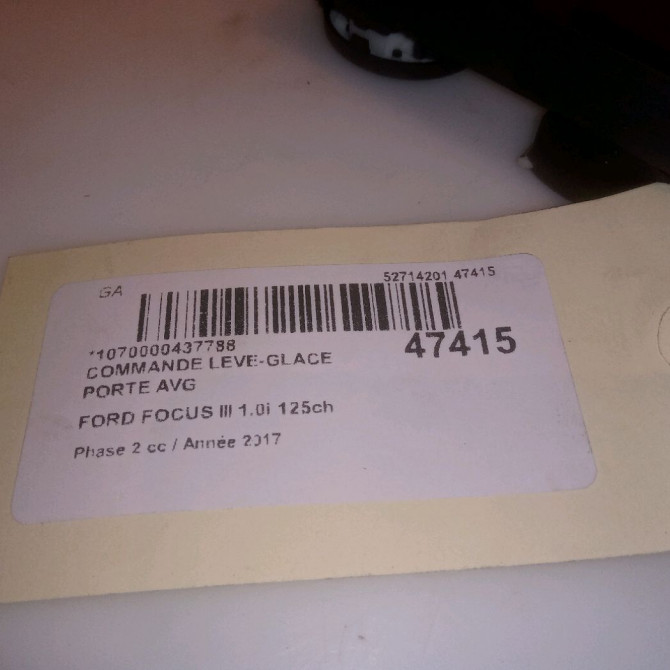 GA
52714201 47415
*1070000437788
47415
COMMANDE LEVE-GLACE
PORTE AVG
FORD FOCUS III 1.0i 125ch
Phase 2 cc / Année 2017